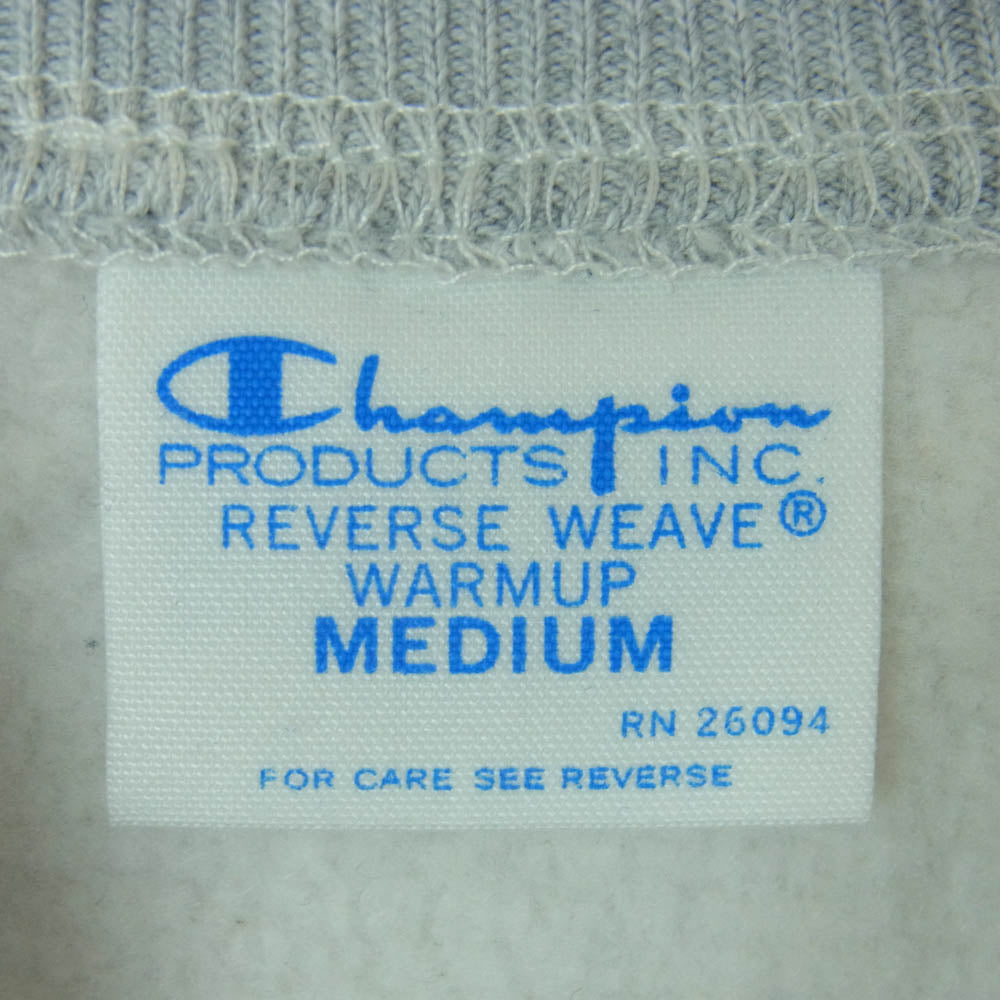 Champion
PRODUCTS INC.
REVERSE WEAVE®
WARMUP
MEDIUM
RN 26094
FOR CARE SEE REVERSE